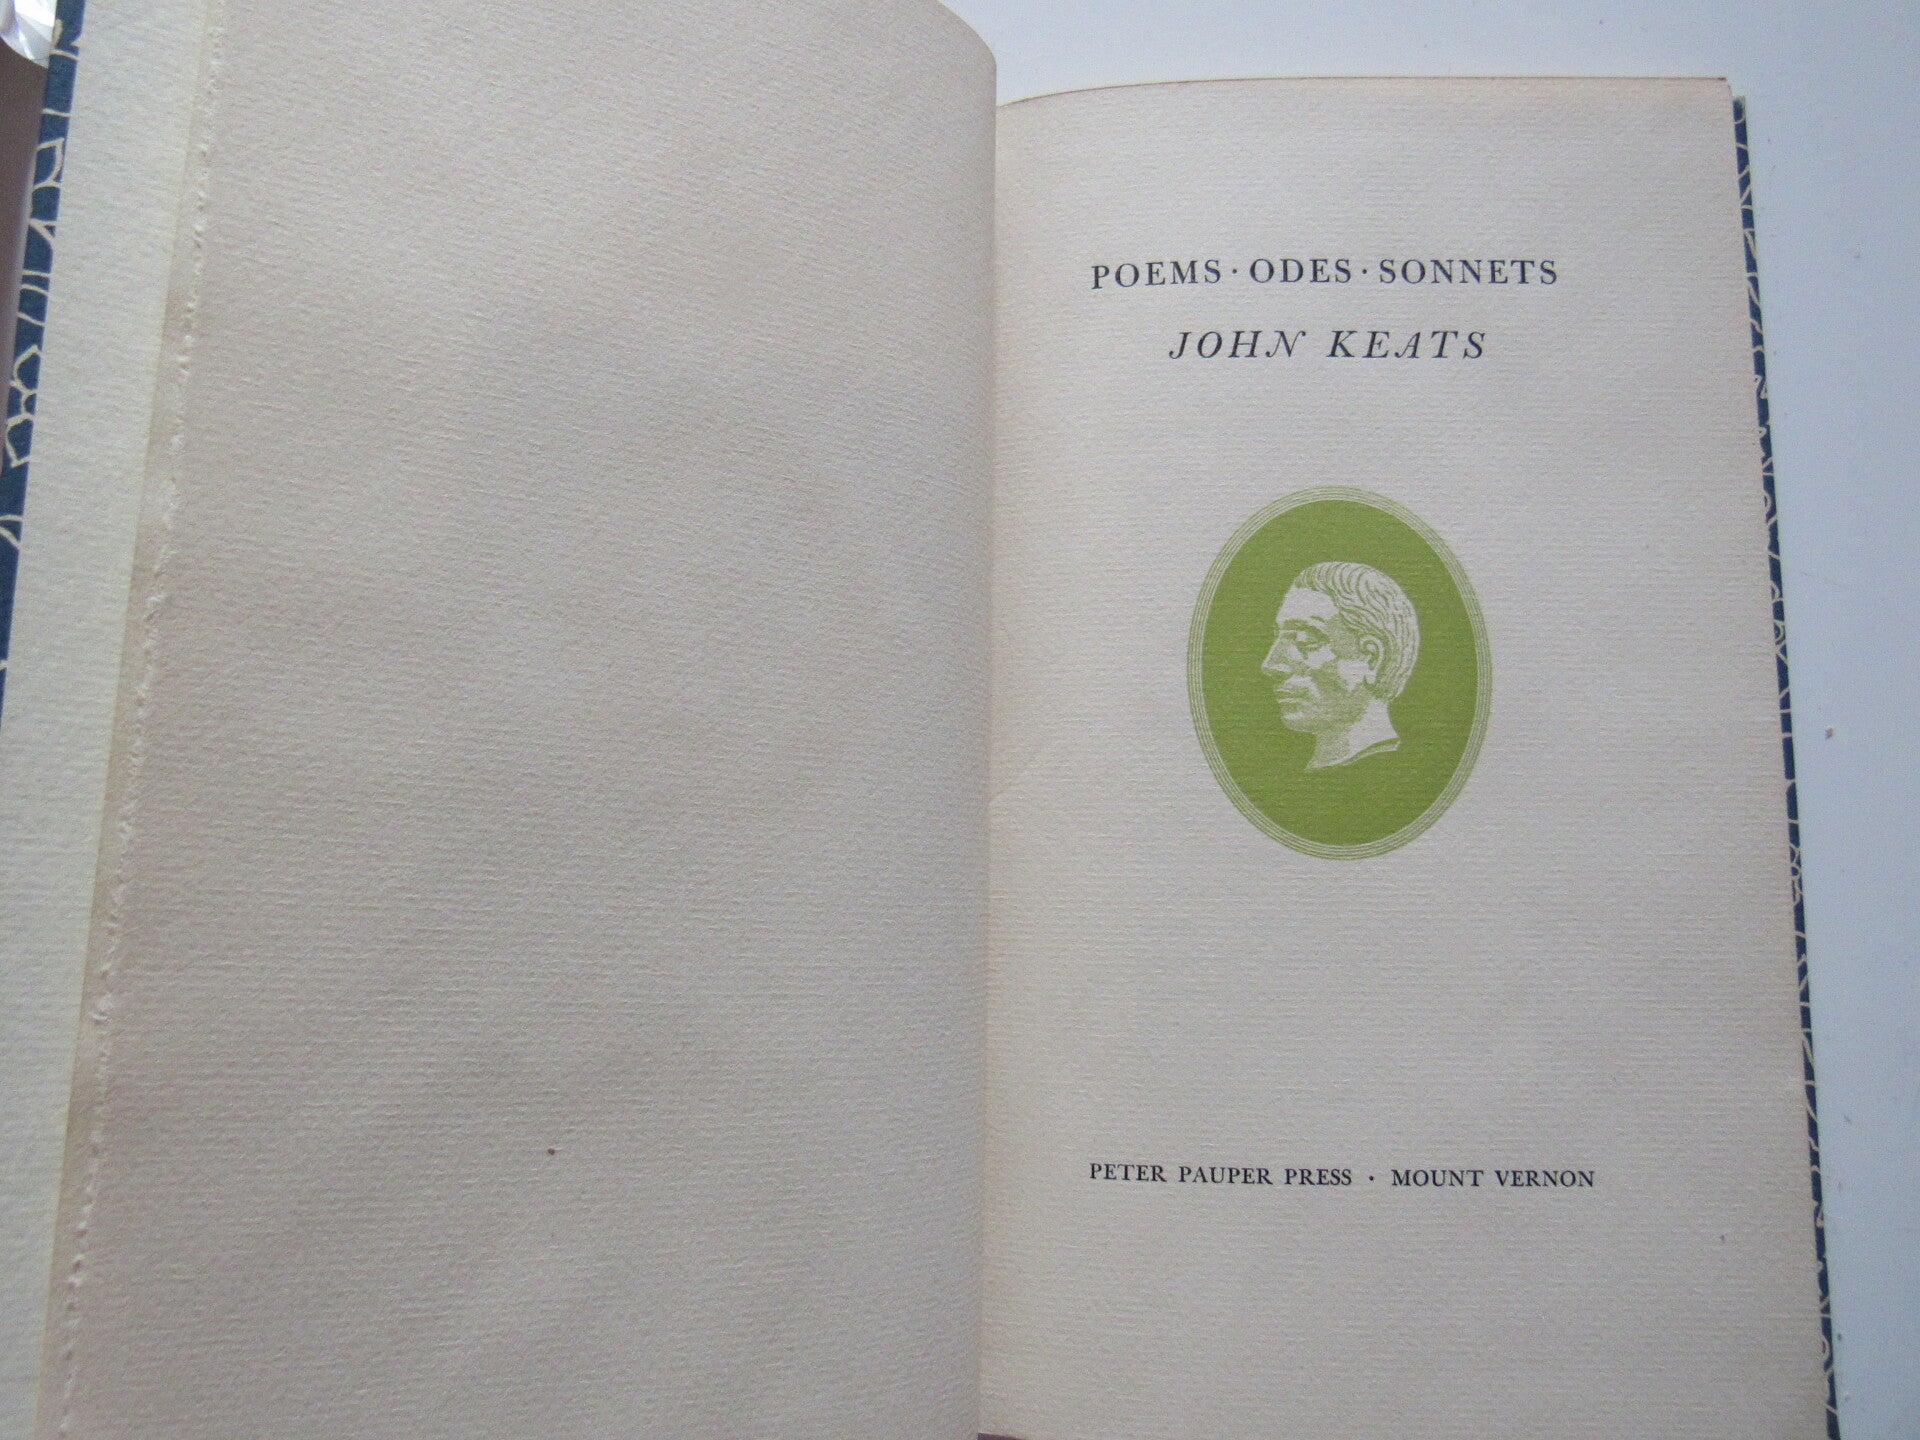 POEMS · ODES · SONNETS
JOHN KEATS
PETER PAUPER PRESS · MOUNT VERNON